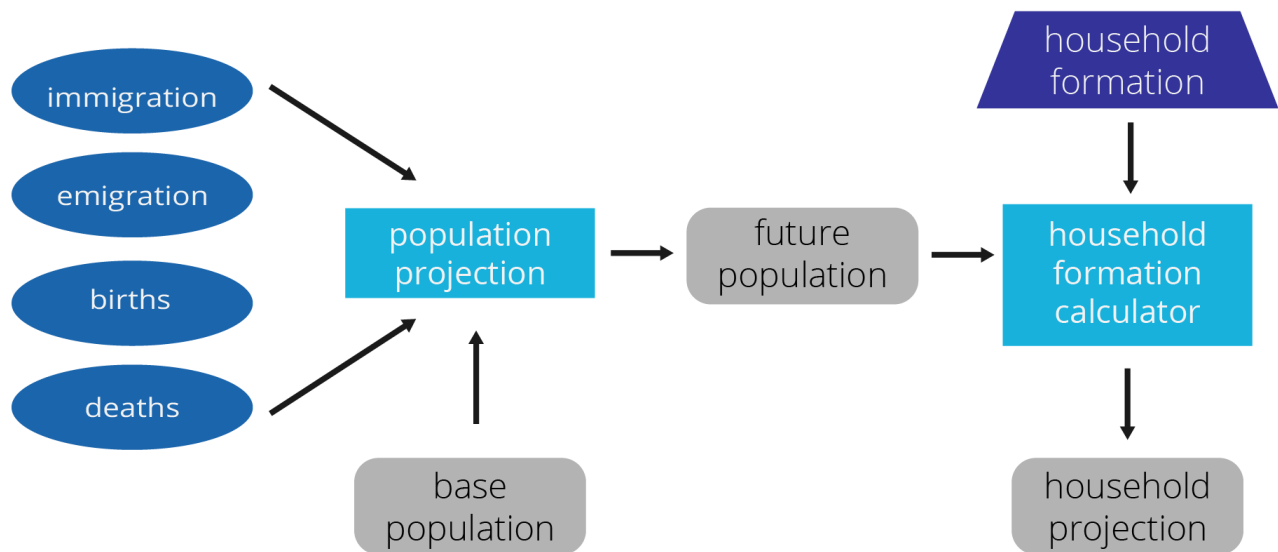 immigration
emigration
births
deaths
population
projection
base
population
future
population
household
formation
household
formation
calculator
household
projection